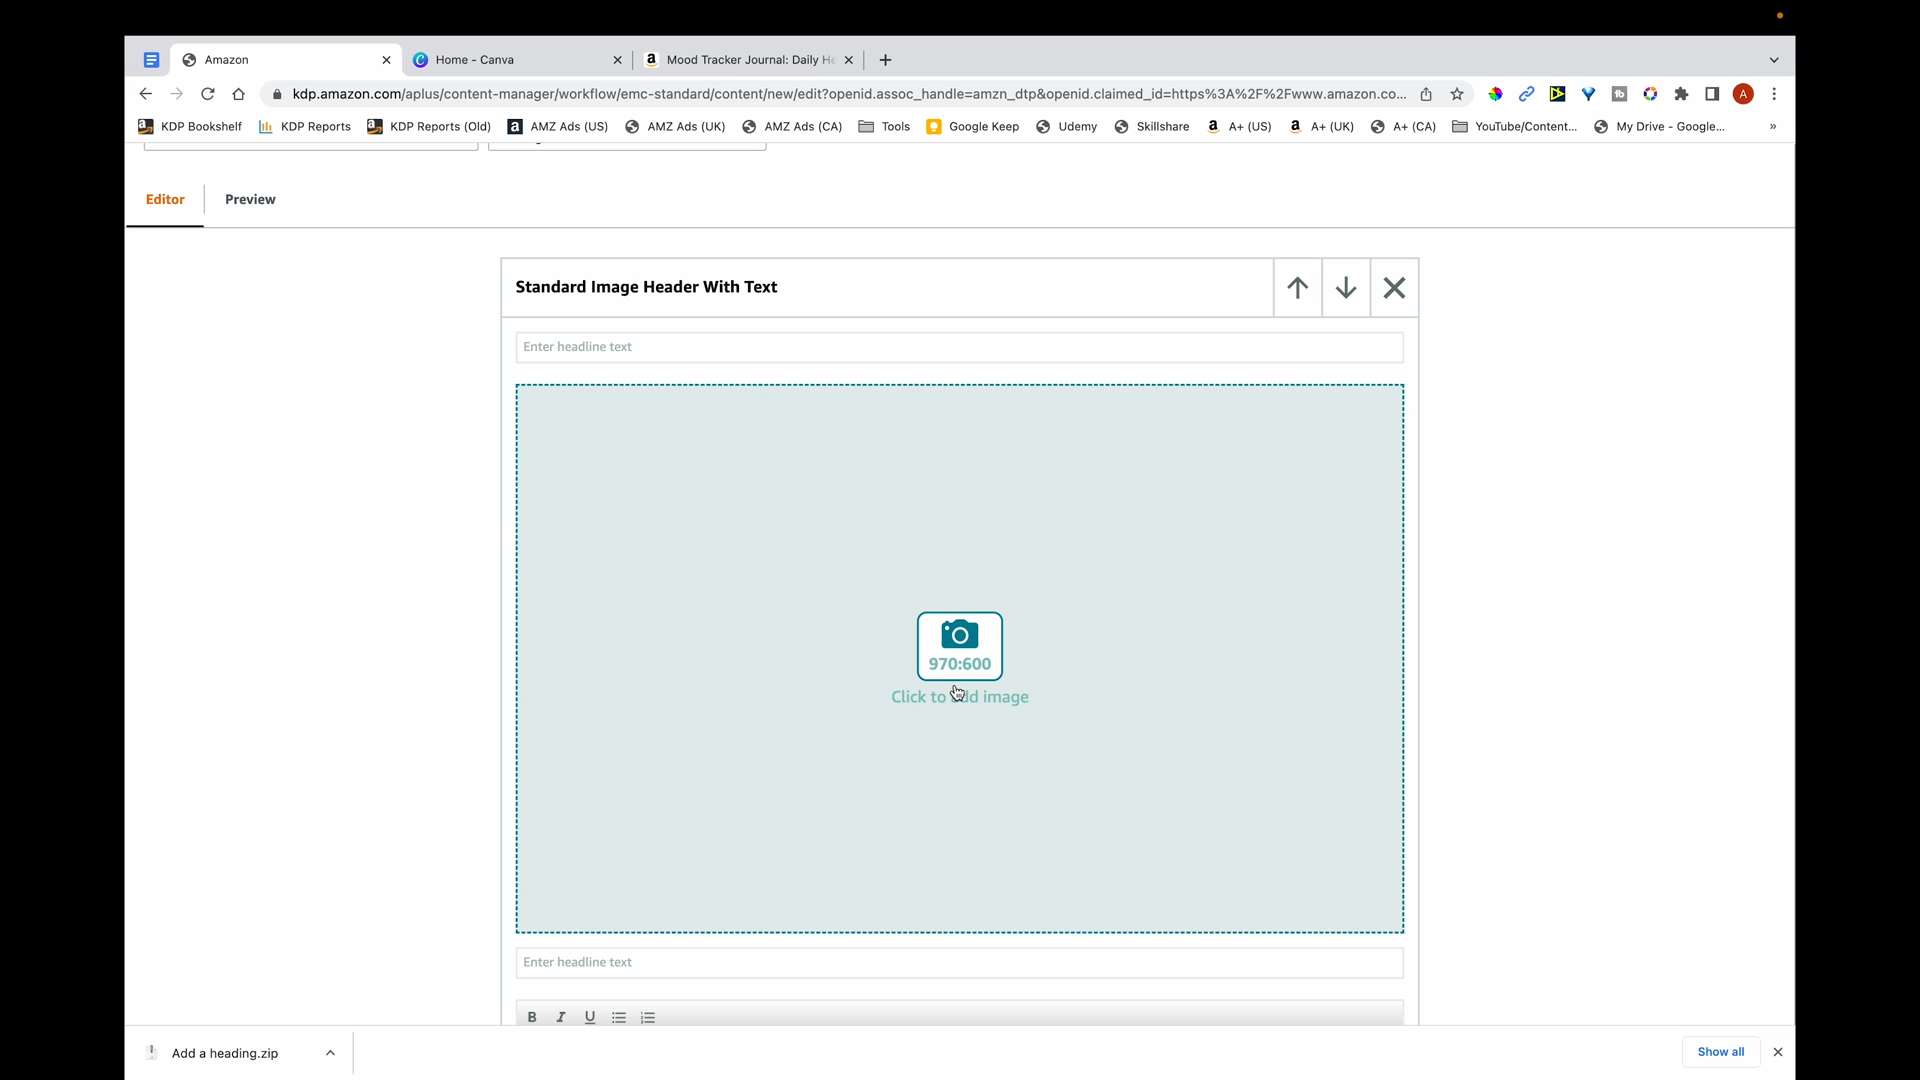 Amazon
Home - Canva
Mood Tracker Journal: Daily He
kdp.amazon.com/aplus/content-manager/workflow/emc-standard/content/new/edit?openid.assoc_handle=amzn_dtp&openid.claimed_id=https%3A%2F%2Fwww.amazon.co...
A
KDP Bookshelf
KDP Reports
KDP Reports (Old)
AMZ Ads (US)
AMZ Ads (UK)
AMZ Ads (CA)
Tools
Google Keep
Udemy
Skillshare
A+ (US)
A+ (UK)
A+ (CA)
YouTube/Content...
My Drive - Google...
»
Editor
Preview
Standard Image Header With Text
Enter headline text
970:600
Click to add image
Enter headline text
B I U
Add a heading.zip
Show all